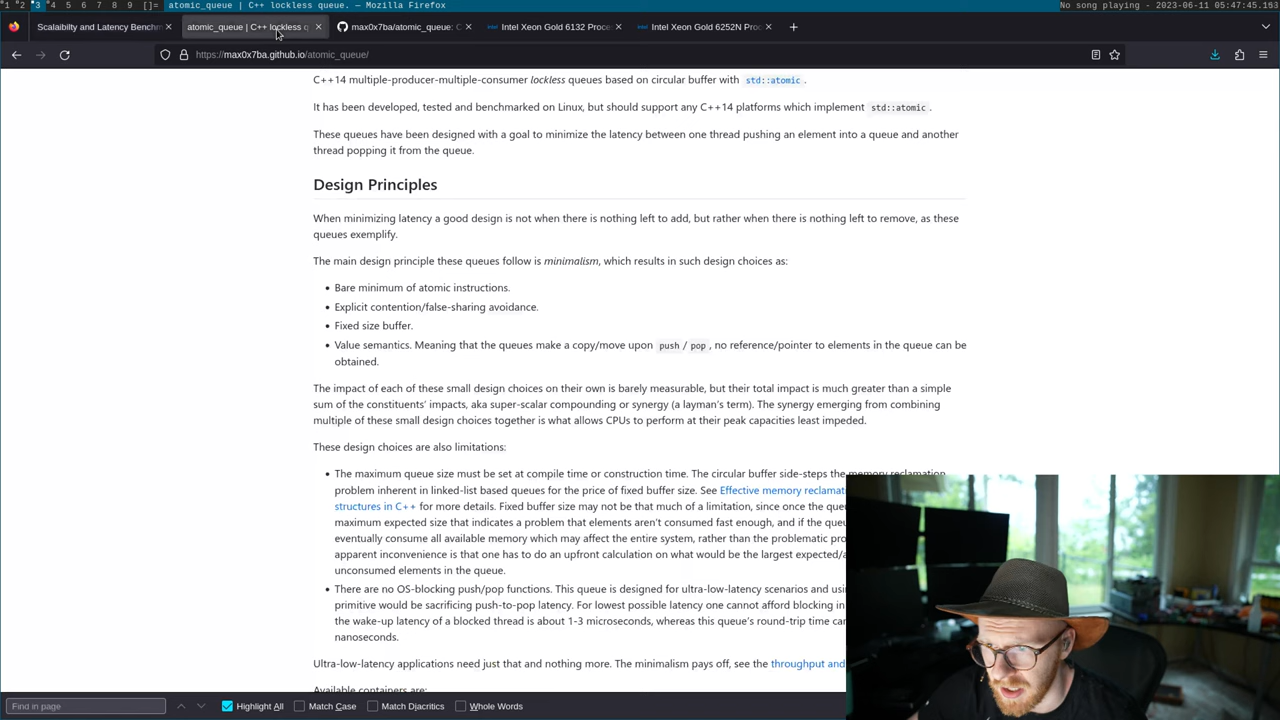 1 2 3 4 5 6 7 8 9 []= atomic_queue | C++ lockless queue. — Mozilla Firefox No song playing - 2023-06-11 05:47:45.163
Scalaiblity and Latency Benchm atomic_queue | C++ lockless q max0x7ba/atomic_queue: C Intel Xeon Gold 6132 Proce Intel Xeon Gold 6252N Proc
https://max0x7ba.github.io/atomic_queue/
C++14 multiple-producer-multiple-consumer lockless queues based on circular buffer with std::atomic.
It has been developed, tested and benchmarked on Linux, but should support any C++14 platforms which implement std::atomic.
These queues have been designed with a goal to minimize the latency between one thread pushing an element into a queue and another
thread popping it from the queue.
Design Principles
When minimizing latency a good design is not when there is nothing left to add, but rather when there is nothing left to remove, as these
queues exemplify.
The main design principle these queues follow is minimalism, which results in such design choices as:
• Bare minimum of atomic instructions.
• Explicit contention/false-sharing avoidance.
• Fixed size buffer.
• Value semantics. Meaning that the queues make a copy/move upon push / pop, no reference/pointer to elements in the queue can be
obtained.
The impact of each of these small design choices on their own is barely measurable, but their total impact is much greater than a simple
sum of the constituents' impacts, aka super-scalar compounding or synergy (a layman's term). The synergy emerging from combining
multiple of these small design choices together is what allows CPUs to perform at their peak capacities least impeded.
These design choices are also limitations:
• The maximum queue size must be set at compile time or construction time. The circular buffer side-steps the memory reclamation
problem inherent in linked-list based queues for the price of fixed buffer size. See Effective memory reclamat
structures in C++ for more details. Fixed buffer size may not be that much of a limitation, since once the que
maximum expected size that indicates a problem that elements aren't consumed fast enough, and if the queu
eventually consume all available memory which may affect the entire system, rather than the problematic pro
apparent inconvenience is that one has to do an upfront calculation on what would be the largest expected/a
unconsumed elements in the queue.
• There are no OS-blocking push/pop functions. This queue is designed for ultra-low-latency scenarios and usi
primitive would be sacrificing push-to-pop latency. For lowest possible latency one cannot afford blocking in
the wake-up latency of a blocked thread is about 1-3 microseconds, whereas this queue's round-trip time can
nanoseconds.
Ultra-low-latency applications need just that and nothing more. The minimalism pays off, see the throughput and
Available containers are:
Find in page Highlight All Match Case Match Diacritics Whole Words